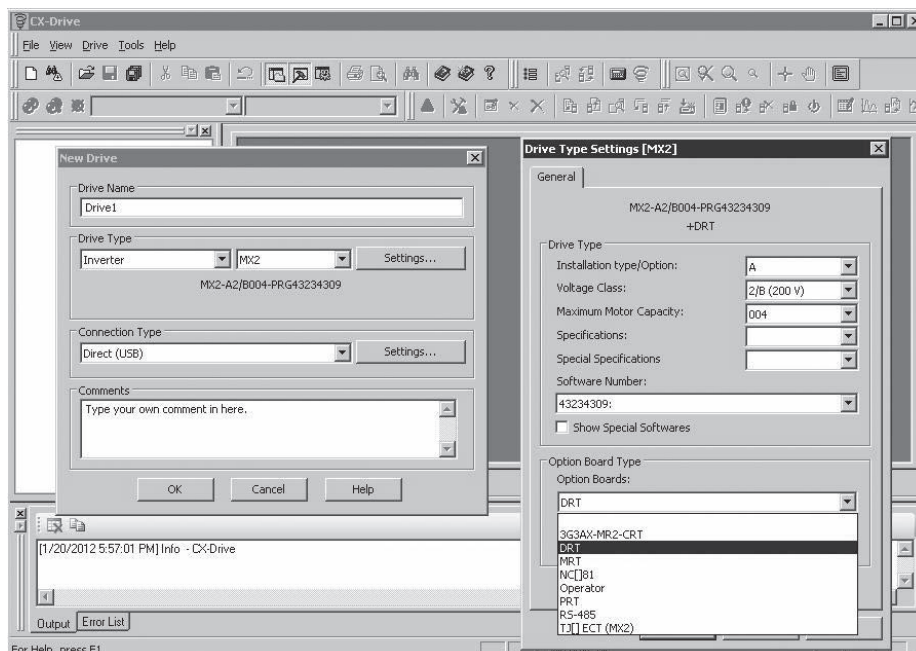 CX-Drive
File View Drive Tools Help
New Drive
Drive Name
Drive1
Drive Type
Inverter
MX2
Settings...
MX2-A2/B004-PRG43234309
Connection Type
Direct (USB)
Settings...
Comments
Type your own comment in here.
OK
Cancel
Help
Drive Type Settings [MX2]
General
MX2-A2/B004-PRG43234309
+DRT
Drive Type
Installation type/Option:
A
Voltage Class:
2/B (200 V)
Maximum Motor Capacity:
004
Specifications:
Special Specifications
Software Number:
43234309:
Show Special Softwares
Option Board Type
Option Boards:
DRT
3G3AX-MR2-CRT
DRT
MRT
NC[]81
Operator
PRT
RS-485
TJ[] ECT (MX2)
[1/20/2012 5:57:01 PM] Info - CX-Drive
Output
Error List
For Help, press F1